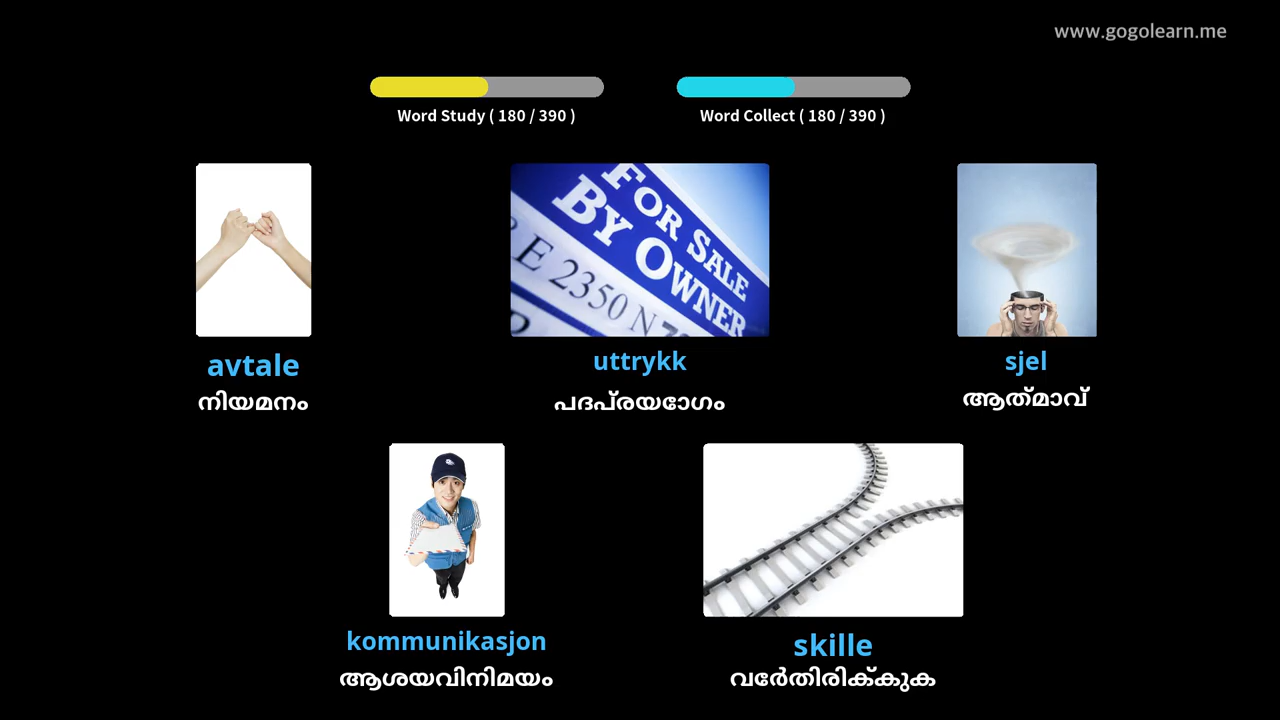 www.gogolearn.me
Word Study ( 180 / 390 )
Word Collect ( 180 / 390 )
FOR SALE
BY OWNER
E 2350 N
avtale
uttrykk
sjel
നിയമനം
പദപ്രയോഗം
ആത്മാവ്
kommunikasjon
skille
ആശയവിനിമയം
വേർതിരിക്കുക